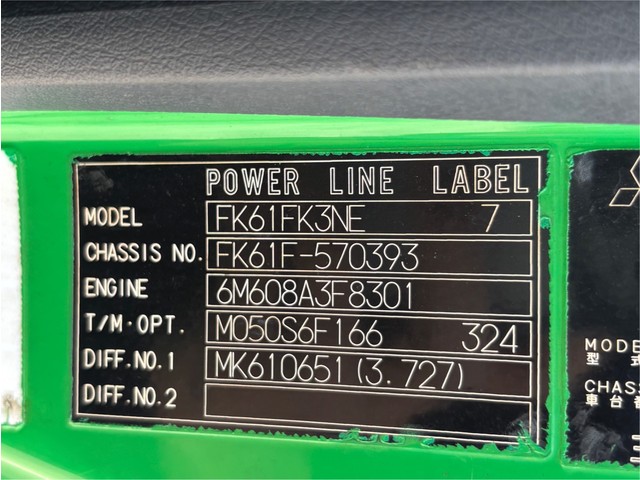 POWER LINE LABEL
MODEL FK61FK3NE 7
CHASSIS NO. FK61F-570393
ENGINE 6M608A3F8301
T/M·OPT. M050S6F166 324
DIFF.NO.1 MK610651 (3.727)
DIFF.NO.2
MODE
型 式
CHASS
車台番